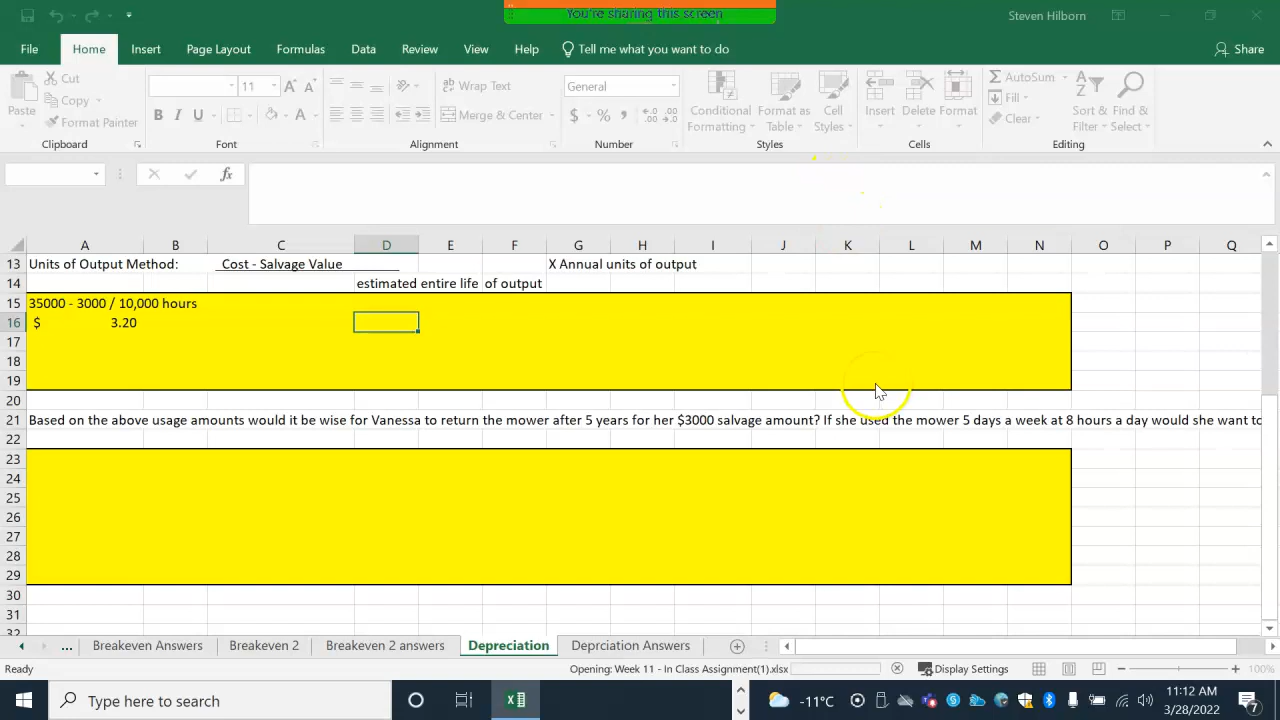 You're sharing this screen
Steven Hilborn
File Home Insert Page Layout Formulas Data Review View Help Tell me what you want to do Share
Paste Cut Copy Format Painter
11 A A B I U A
Wrap Text Merge & Center
General $ % ,
Conditional Formatting Format as Table Cell Styles
Insert Delete Format
AutoSum Fill Clear Sort & Filter Find & Select
Clipboard Font Alignment Number Styles Cells Editing
fx
A B C D E F G H I J K L M N O P Q
13 Units of Output Method: Cost - Salvage Value X Annual units of output
14 estimated entire life of output
15 35000 - 3000 / 10,000 hours
16 $ 3.20
17
18
19
20
21 Based on the above usage amounts would it be wise for Vanessa to return the mower after 5 years for her $3000 salvage amount? If she used the mower 5 days a week at 8 hours a day would she want to
22
23
24
25
26
27
28
29
30
31
32
... Breakeven Answers Breakeven 2 Breakeven 2 answers Depreciation Deprciation Answers
Ready Opening: Week 11 - In Class Assignment(1).xlsx Display Settings 100%
Type here to search -11°C 11:12 AM
3/28/2022 7